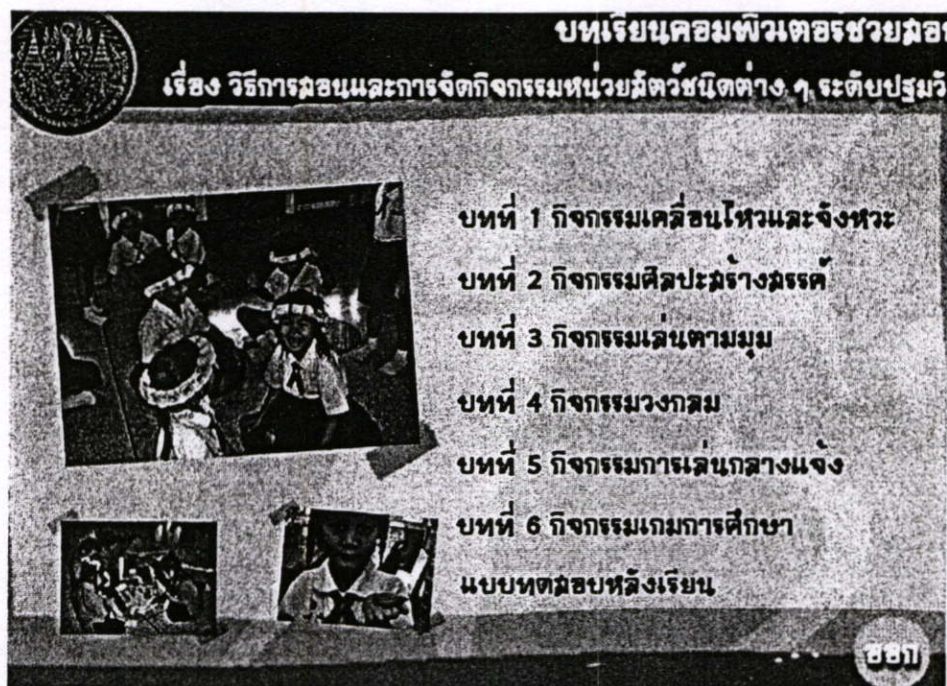 บทเรียนคอมพิวเตอร์ช่วยสอน
เรื่อง วิธีการสอนและการจัดกิจกรรมหน่วยสัตว์ชนิดต่าง ๆ ระดับปฐมวั
บทที่ 1 กิจกรรมเคลื่อนไหวและจังหวะ
บทที่ 2 กิจกรรมศิลปะสร้างสรรค์
บทที่ 3 กิจกรรมเล่นตามมุม
บทที่ 4 กิจกรรมวงกลม
บทที่ 5 กิจกรรมการเล่นกลางแจ้ง
บทที่ 6 กิจกรรมเกมการศึกษา
แบบทดสอบหลังเรียน
ออก